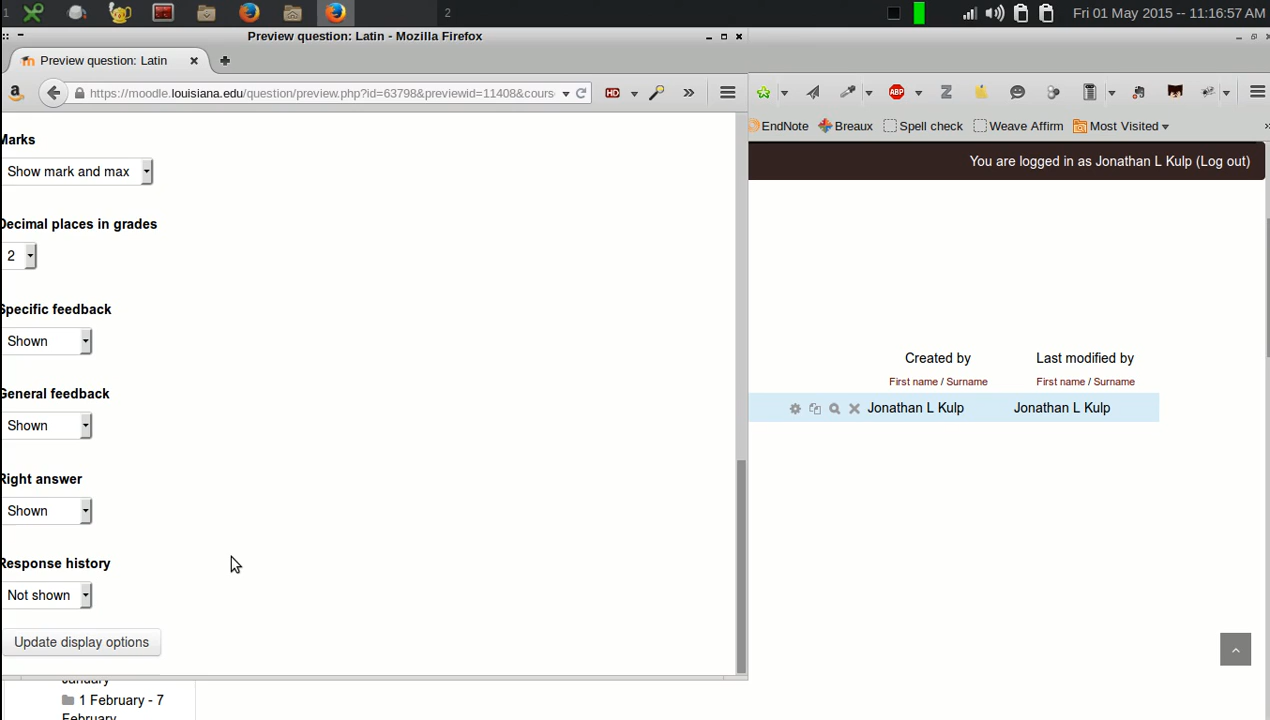 1
2
Fri 01 May 2015 -- 11:16:57 AM
Preview question: Latin - Mozilla Firefox
Preview question: Latin
https://moodle.louisiana.edu/question/preview.php?id=63798&previewid=11408&cours
HD
ABP
EndNote
Breaux
Spell check
Weave Affirm
Most Visited
You are logged in as Jonathan L Kulp (Log out)
Marks
Show mark and max
Decimal places in grades
2
Specific feedback
Shown
General feedback
Shown
Right answer
Shown
Response history
Not shown
Update display options
Created by
Last modified by
First name / Surname
First name / Surname
Jonathan L Kulp
Jonathan L Kulp
January
1 February - 7
February